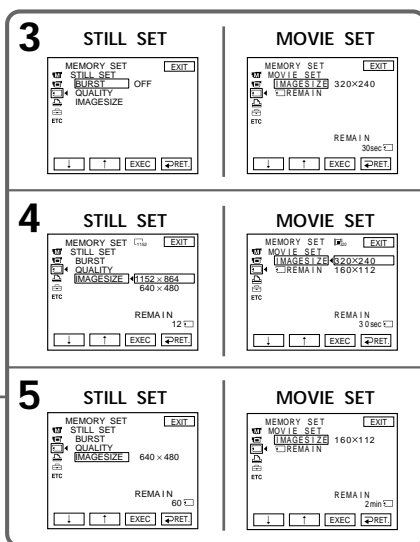 3
STILL SET
MEMORY SET EXIT
STILL SET
BURST OFF
QUALITY
IMAGESIZE
ETC
↓ ↑ EXEC RET.
MOVIE SET
MEMORY SET EXIT
MOVIE SET
IMAGESIZE 320×240
REMAIN
ETC
REMAIN
30sec
↓ ↑ EXEC RET.
4
STILL SET
MEMORY SET 1152 EXIT
STILL SET
BURST
QUALITY
IMAGESIZE 1152 × 864
640 × 480
ETC
REMAIN
12
↓ ↑ EXEC RET.
MOVIE SET
MEMORY SET EXIT
MOVIE SET
IMAGESIZE 320×240
REMAIN 160×112
ETC
REMAIN
30sec
↓ ↑ EXEC RET.
5
STILL SET
MEMORY SET EXIT
STILL SET
BURST
QUALITY
IMAGESIZE 640 × 480
ETC
REMAIN
60
↓ ↑ EXEC RET.
MOVIE SET
MEMORY SET EXIT
MOVIE SET
IMAGESIZE 160×112
REMAIN
ETC
REMAIN
2min
↓ ↑ EXEC RET.